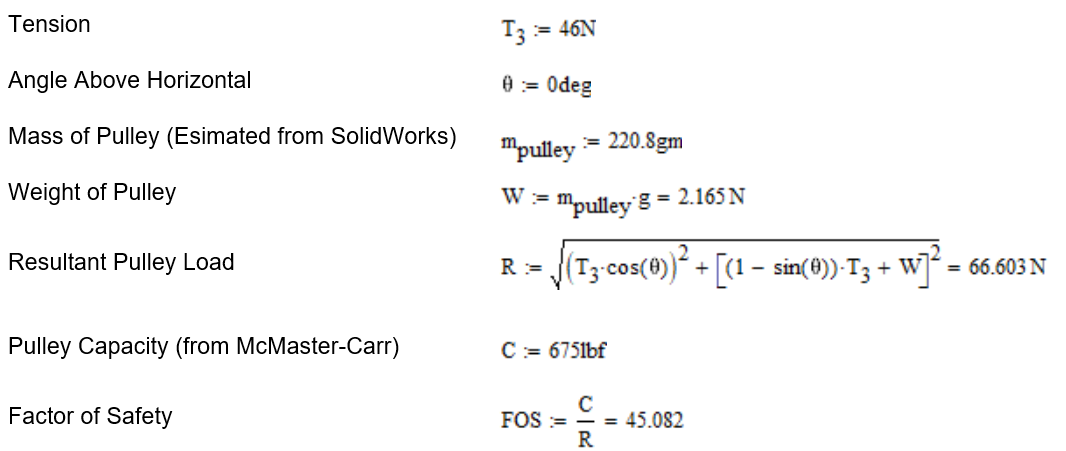 Tension T₃ := 46N
Angle Above Horizontal θ := 0deg
Mass of Pulley (Esimated from SolidWorks) m_pulley := 220.8gm
Weight of Pulley W := m_pulley·g = 2.165 N
Resultant Pulley Load R := √((T₃·cos(θ))² + [(1 − sin(θ))·T₃ + W]²) = 66.603 N
Pulley Capacity (from McMaster-Carr) C := 675lbf
Factor of Safety FOS := C/R = 45.082